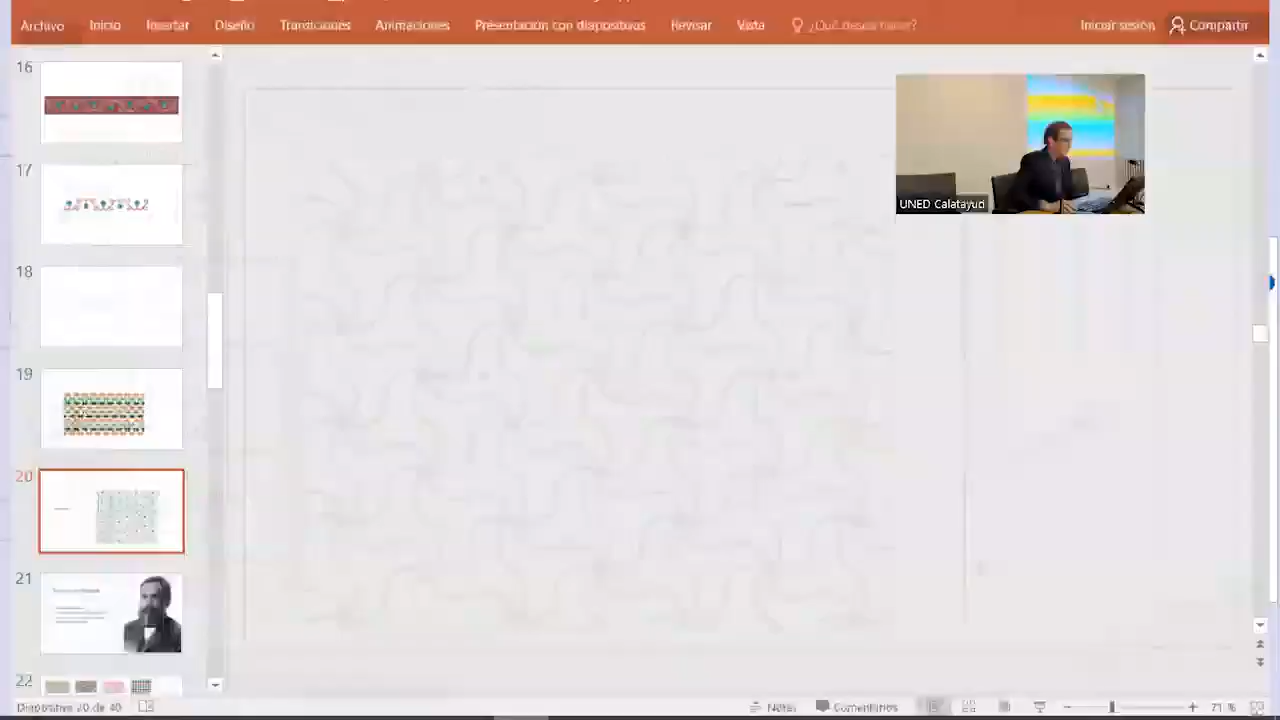 Archivo Inicio Insertar Diseño Transiciones Animaciones Presentación con diapositivas Revisar Vista ¿Qué desea hacer? Iniciar sesión Compartir
16
17
18
19
20
21
22
UNED Calatayud
Diapositiva 20 de 40 Notas Comentarios 71 %